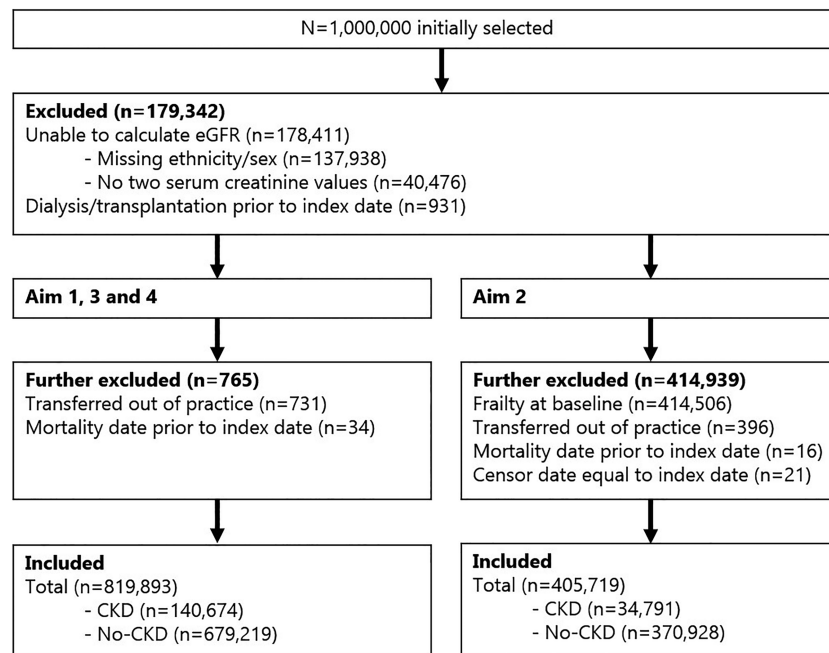 N=1,000,000 initially selected
Excluded (n=179,342)
Unable to calculate eGFR (n=178,411)
- Missing ethnicity/sex (n=137,938)
- No two serum creatinine values (n=40,476)
Dialysis/transplantation prior to index date (n=931)
Aim 1, 3 and 4
Further excluded (n=765)
Transferred out of practice (n=731)
Mortality date prior to index date (n=34)
Included
Total (n=819,893)
- CKD (n=140,674)
- No-CKD (n=679,219)
Aim 2
Further excluded (n=414,939)
Frailty at baseline (n=414,506)
Transferred out of practice (n=396)
Mortality date prior to index date (n=16)
Censor date equal to index date (n=21)
Included
Total (n=405,719)
- CKD (n=34,791)
- No-CKD (n=370,928)